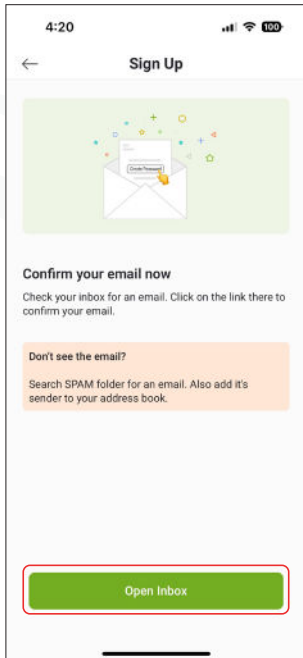 4:20
100
Sign Up
Create Password
Confirm your email now
Check your inbox for an email. Click on the link there to
confirm your email.
Don't see the email?
Search SPAM folder for an email. Also add it's
sender to your address book.
Open Inbox